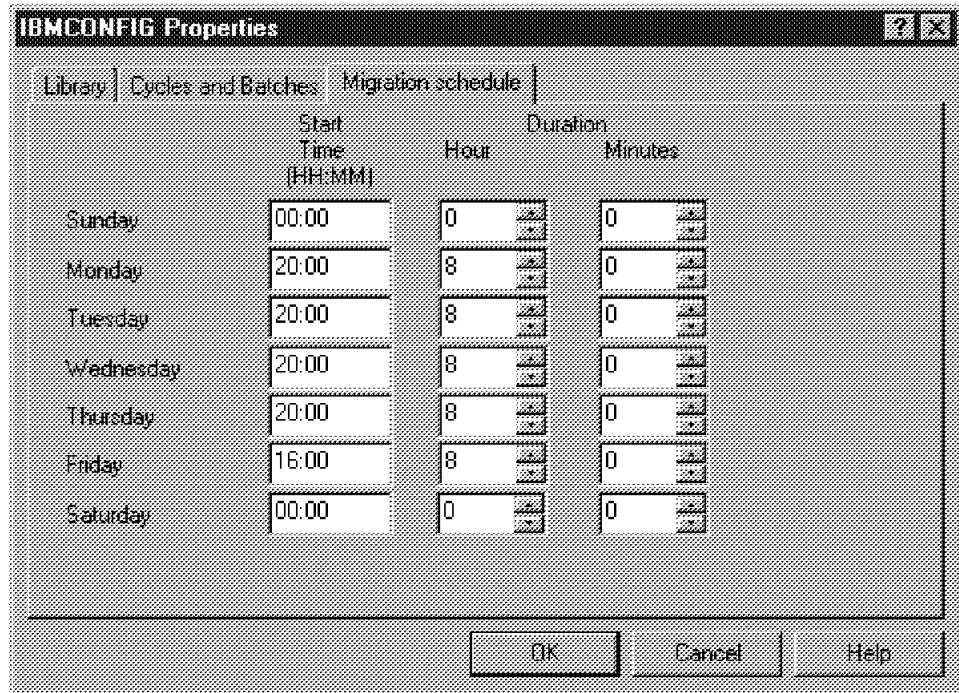 IBMCONFIG Properties ? X
Library Cycles and Batches Migration schedule
Start Duration
Time Hour Minutes
(HH:MM)
Sunday 00:00 0 0
Monday 20:00 8 0
Tuesday 20:00 8 0
Wednesday 20:00 8 0
Thursday 20:00 8 0
Friday 16:00 8 0
Saturday 00:00 0 0
OK Cancel Help